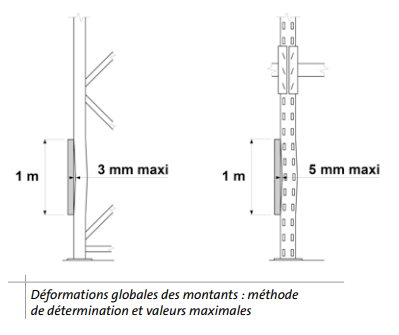 1 m
3 mm maxi
1 m
5 mm maxi
Déformations globales des montants : méthode
de détermination et valeurs maximales